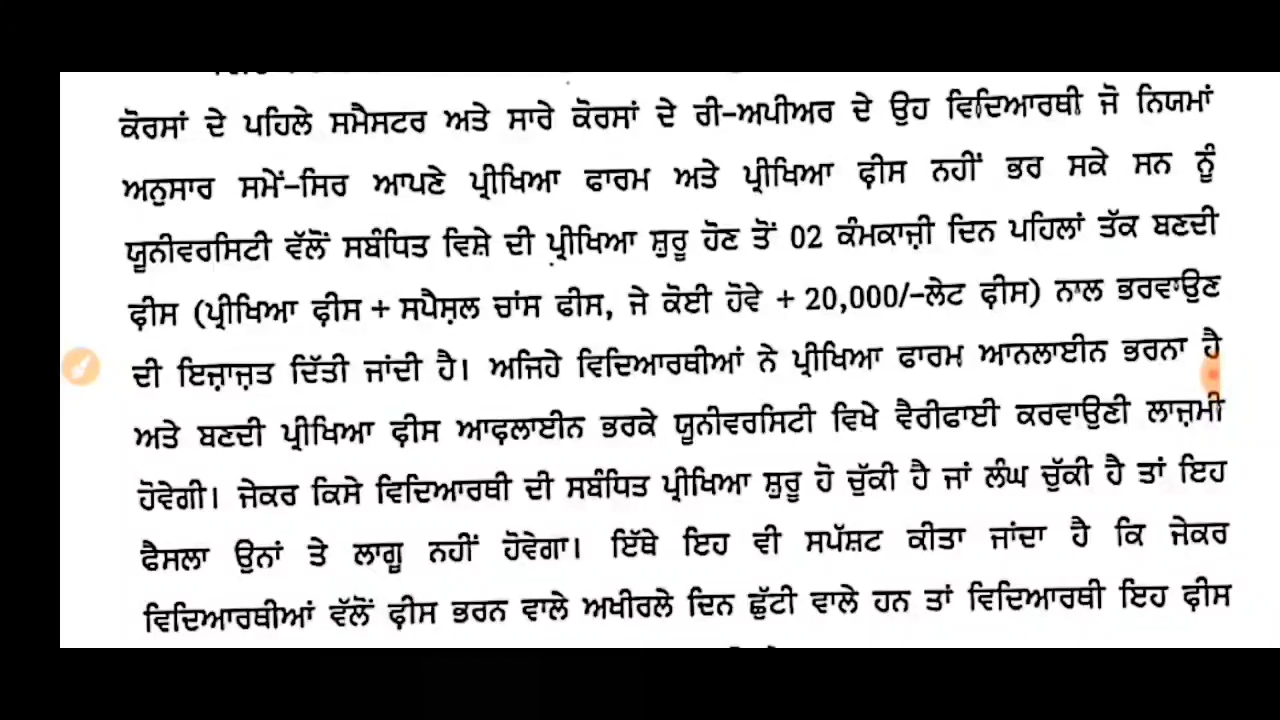 ਕੋਰਸਾਂ ਦੇ ਪਹਿਲੇ ਸਮੈਸਟਰ ਅਤੇ ਸਾਰੇ ਕੋਰਸਾਂ ਦੇ ਰੀ-ਅਪੀਅਰ ਦੇ ਉਹ ਵਿਦਿਆਰਥੀ ਜੋ ਨਿਯਮਾਂ
ਅਨੁਸਾਰ ਸਮੇਂ-ਸਿਰ ਆਪਣੇ ਪ੍ਰੀਖਿਆ ਫਾਰਮ ਅਤੇ ਪ੍ਰੀਖਿਆ ਫ਼ੀਸ ਨਹੀਂ ਭਰ ਸਕੇ ਸਨ ਨੂੰ
ਯੂਨੀਵਰਸਿਟੀ ਵੱਲੋਂ ਸਬੰਧਿਤ ਵਿਸ਼ੇ ਦੀ ਪ੍ਰੀਖਿਆ ਸ਼ੁਰੂ ਹੋਣ ਤੋਂ 02 ਕੰਮਕਾਜ਼ੀ ਦਿਨ ਪਹਿਲਾਂ ਤੱਕ ਬਣਦੀ
ਫ਼ੀਸ (ਪ੍ਰੀਖਿਆ ਫ਼ੀਸ + ਸਪੈਸ਼ਲ ਚਾਂਸ ਫੀਸ, ਜੇ ਕੋਈ ਹੋਵੇ + 20,000/-ਲੇਟ ਫ਼ੀਸ) ਨਾਲ ਭਰਵਾਉਣ
ਦੀ ਇਜ਼ਾਜ਼ਤ ਦਿੱਤੀ ਜਾਂਦੀ ਹੈ। ਅਜਿਹੇ ਵਿਦਿਆਰਥੀਆਂ ਨੇ ਪ੍ਰੀਖਿਆ ਫਾਰਮ ਆਨਲਾਈਨ ਭਰਨਾ ਹੈ
ਅਤੇ ਬਣਦੀ ਪ੍ਰੀਖਿਆ ਫ਼ੀਸ ਆਫ਼ਲਾਈਨ ਭਰਕੇ ਯੂਨੀਵਰਸਿਟੀ ਵਿਖੇ ਵੈਰੀਫਾਈ ਕਰਵਾਉਣੀ ਲਾਜ਼ਮੀ
ਹੋਵੇਗੀ। ਜੇਕਰ ਕਿਸੇ ਵਿਦਿਆਰਥੀ ਦੀ ਸਬੰਧਿਤ ਪ੍ਰੀਖਿਆ ਸ਼ੁਰੂ ਹੋ ਚੁੱਕੀ ਹੈ ਜਾਂ ਲੰਘ ਚੁੱਕੀ ਹੈ ਤਾਂ ਇਹ
ਫੈਸਲਾ ਉਨਾਂ ਤੇ ਲਾਗੂ ਨਹੀਂ ਹੋਵੇਗਾ। ਇੱਥੇ ਇਹ ਵੀ ਸਪੱਸ਼ਟ ਕੀਤਾ ਜਾਂਦਾ ਹੈ ਕਿ ਜੇਕਰ
ਵਿਦਿਆਰਥੀਆਂ ਵੱਲੋਂ ਫ਼ੀਸ ਭਰਨ ਵਾਲੇ ਅਖੀਰਲੇ ਦਿਨ ਛੁੱਟੀ ਵਾਲੇ ਹਨ ਤਾਂ ਵਿਦਿਆਰਥੀ ਇਹ ਫ਼ੀਸ